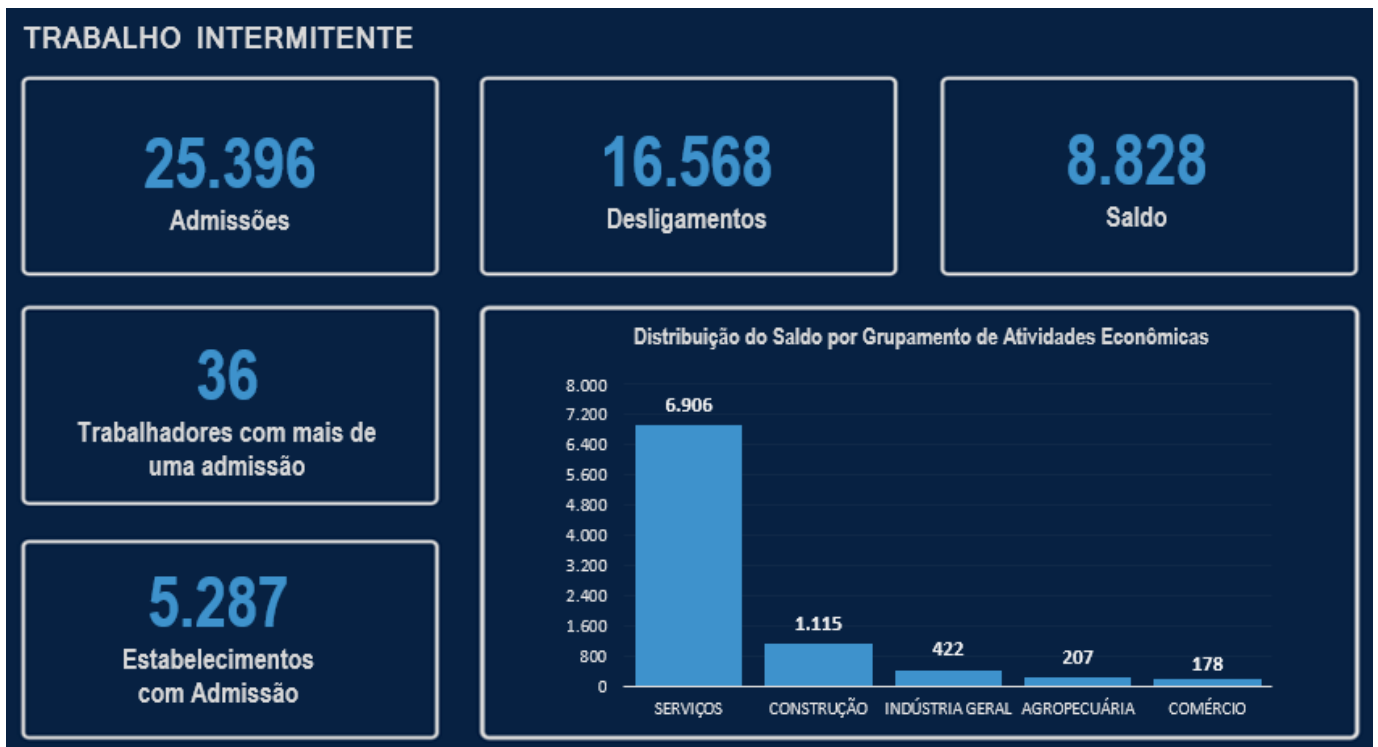 TRABALHO INTERMITENTE
25.396
Admissões
16.568
Desligamentos
8.828
Saldo
36
Trabalhadores com mais de
uma admissão
5.287
Estabelecimentos
com Admissão
Distribuição do Saldo por Grupamento de Atividades Econômicas
8.000
7.200
6.400
5.600
4.800
4.000
3.200
2.400
1.600
800
0
6.906
1.115
422
207
178
SERVIÇOS
CONSTRUÇÃO
INDÚSTRIA GERAL
AGROPECUÁRIA
COMÉRCIO